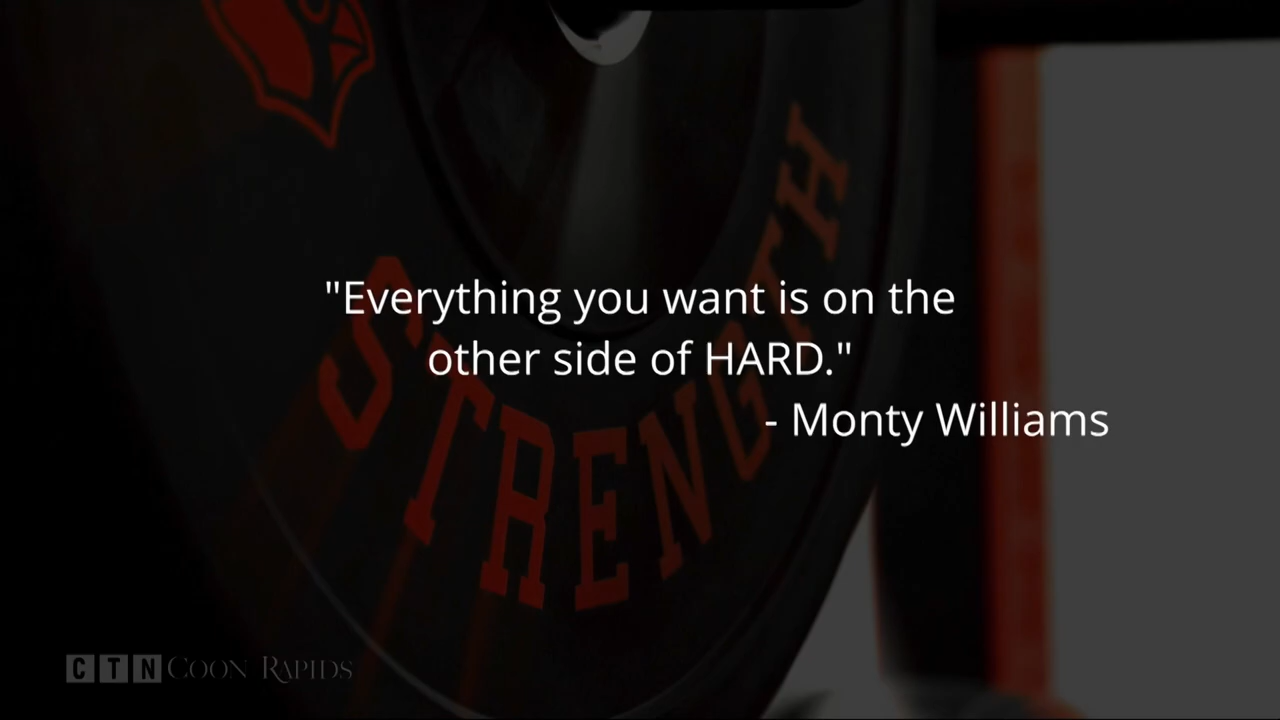 "Everything you want is on the
other side of HARD."
- Monty Williams
STRENGTH
CTN COON RAPIDS